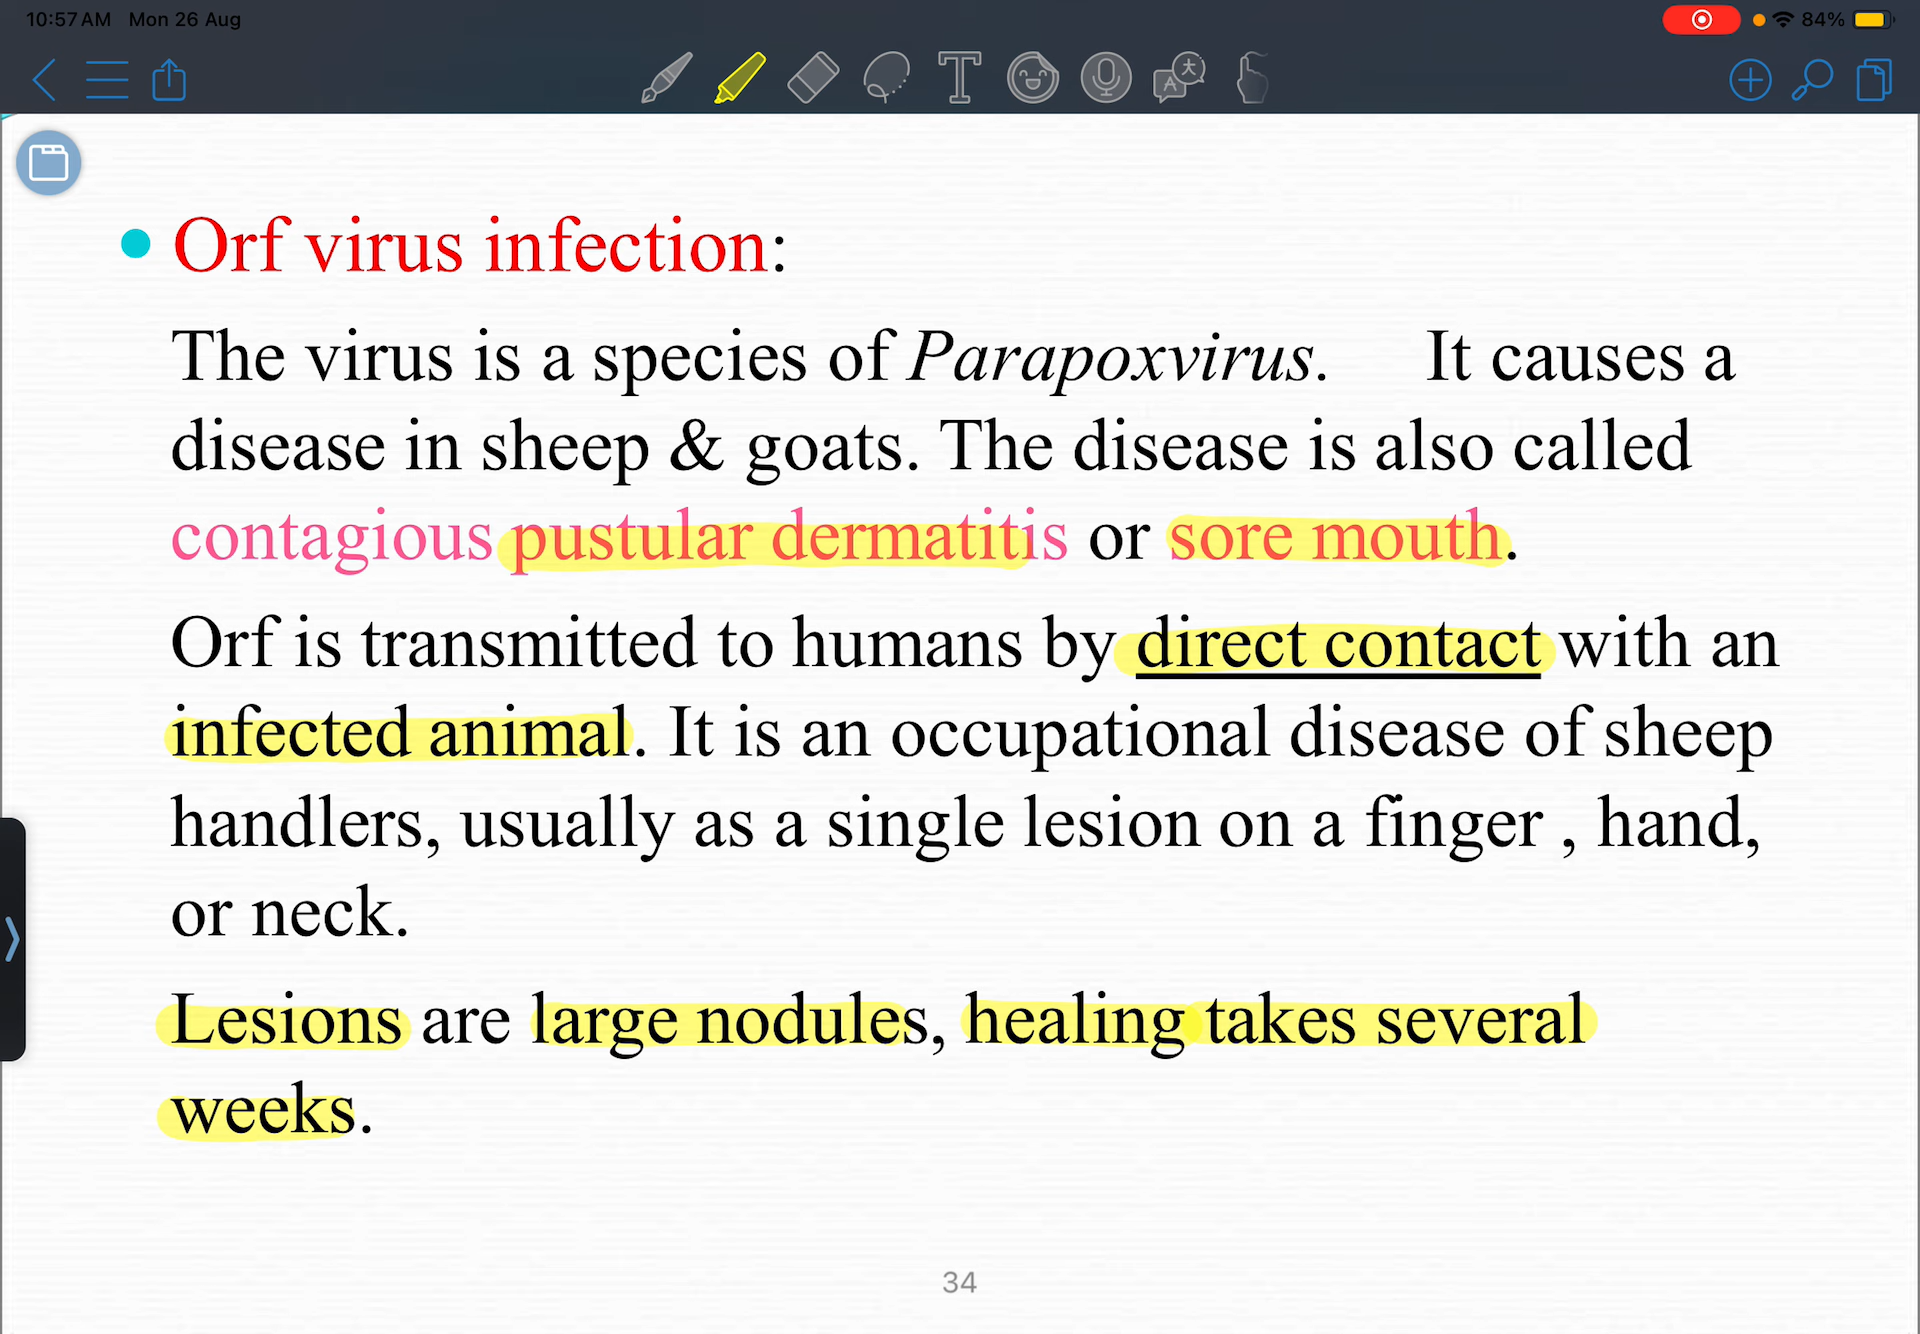 10:57 AM Mon 26 Aug
84%
Orf virus infection:
The virus is a species of Parapoxvirus. It causes a
disease in sheep & goats. The disease is also called
contagious pustular dermatitis or sore mouth.
Orf is transmitted to humans by direct contact with an
infected animal. It is an occupational disease of sheep
handlers, usually as a single lesion on a finger , hand,
or neck.
Lesions are large nodules, healing takes several
weeks.
34